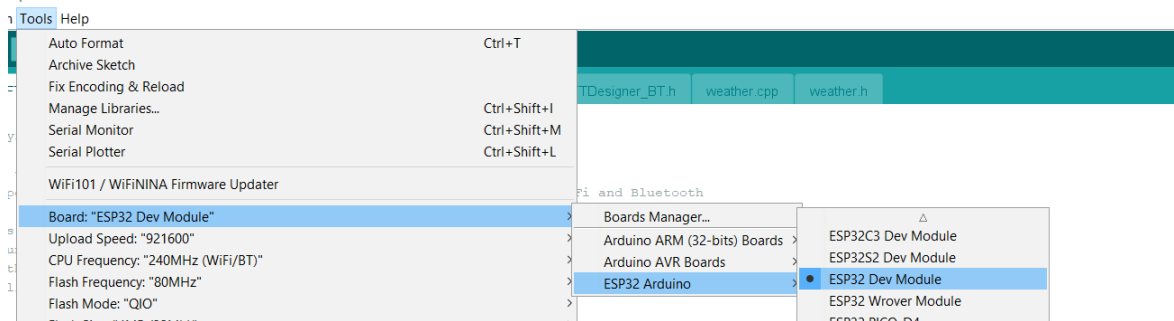 Tools Help
Auto Format Ctrl+T
Archive Sketch
Fix Encoding & Reload
Manage Libraries... Ctrl+Shift+I
Serial Monitor Ctrl+Shift+M
Serial Plotter Ctrl+Shift+L
WiFi101 / WiFiNINA Firmware Updater
Board: "ESP32 Dev Module"
Upload Speed: "921600"
CPU Frequency: "240MHz (WiFi/BT)"
Flash Frequency: "80MHz"
Flash Mode: "QIO"
TDesigner_BT.h weather.cpp weather.h
Fi and Bluetooth
Boards Manager...
Arduino ARM (32-bits) Boards
Arduino AVR Boards
ESP32 Arduino
ESP32C3 Dev Module
ESP32S2 Dev Module
ESP32 Dev Module
ESP32 Wrover Module